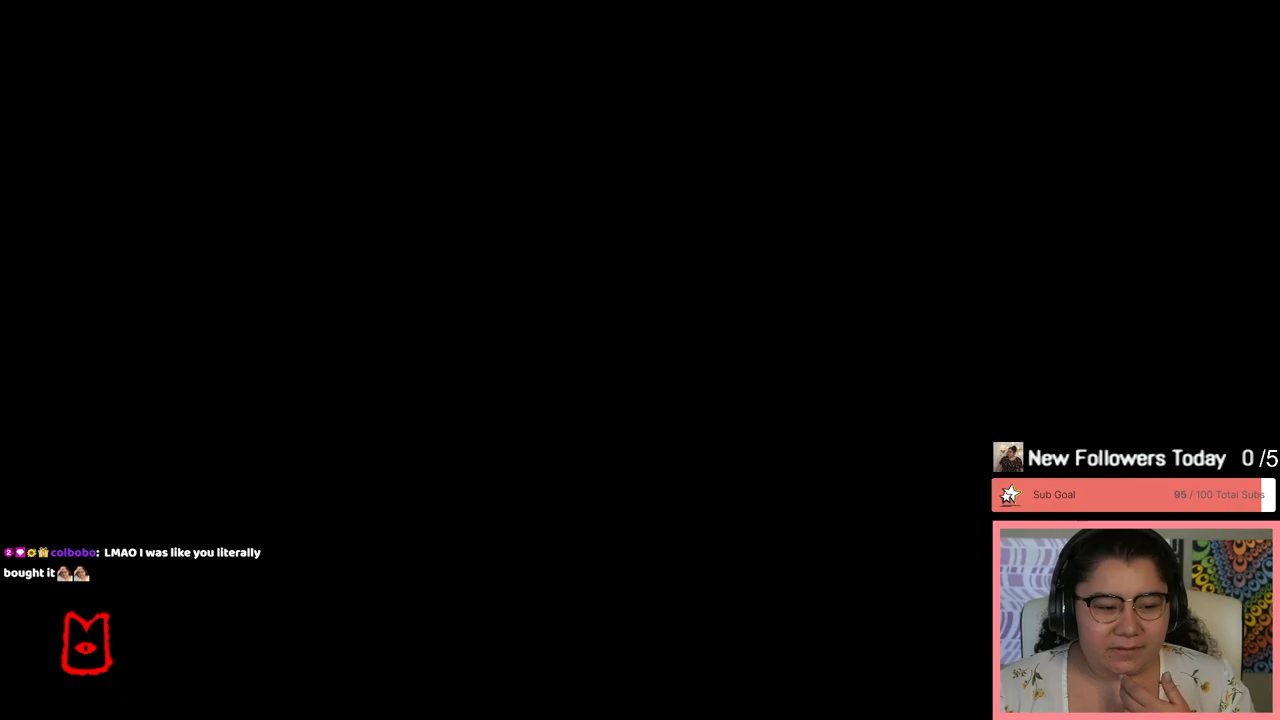 New Followers Today 0 /5
Sub Goal 95 / 100 Total Subs
colbobo: LMAO I was like you literally
bought it